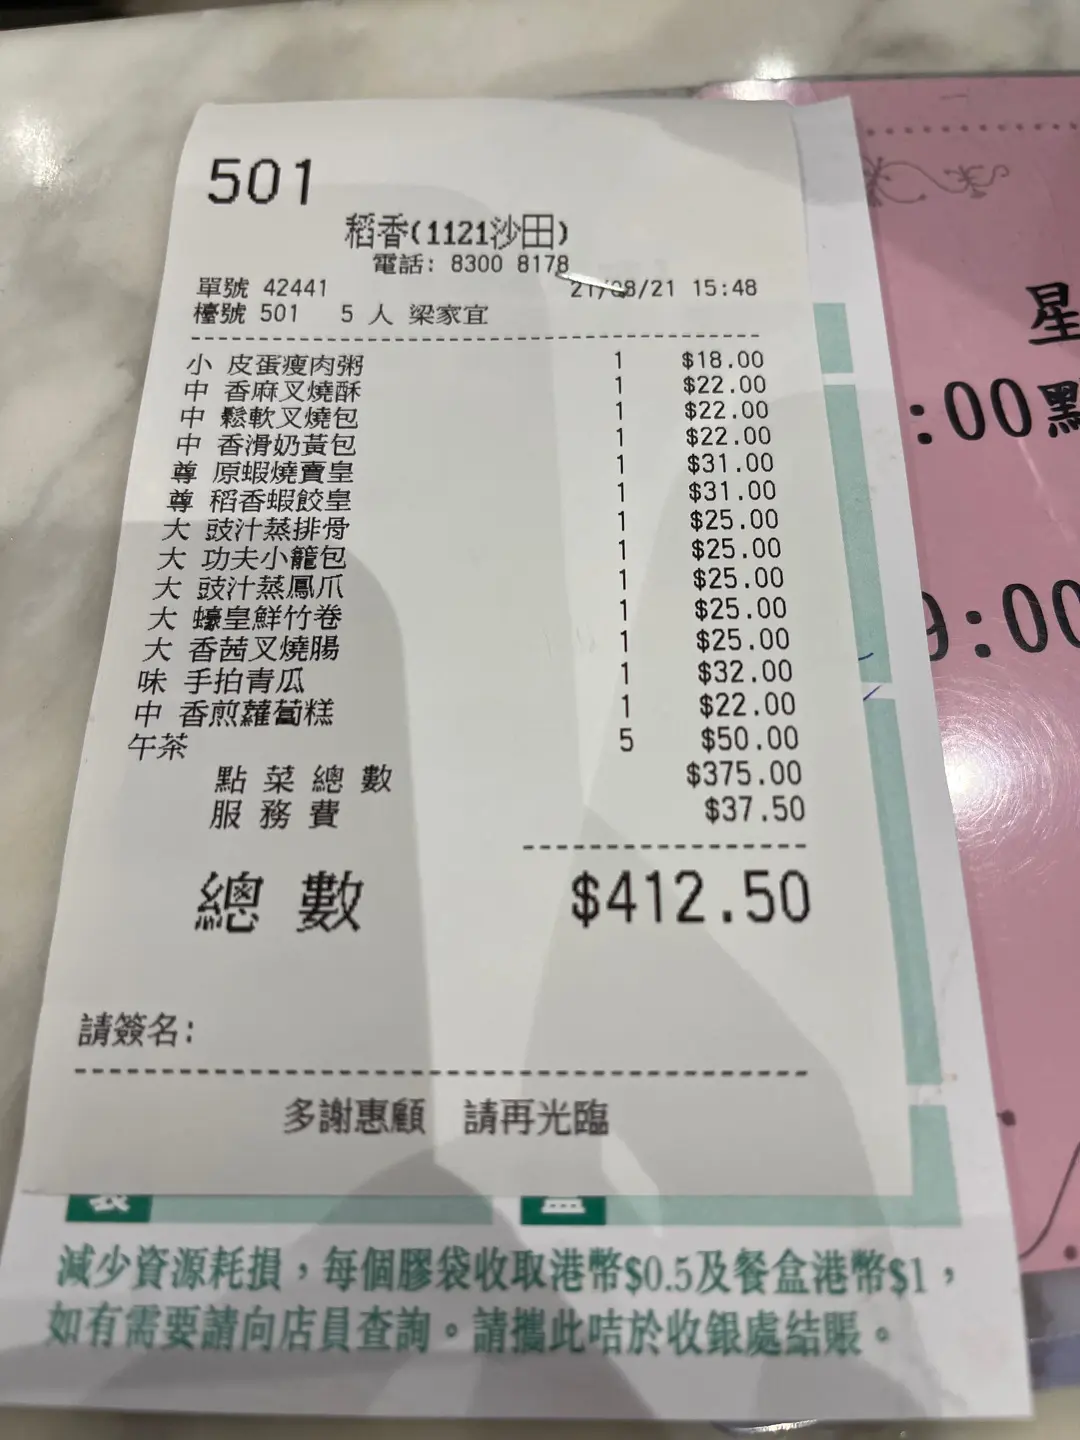 501
稻香(1121沙田)
電話: 8300 8178
單號 42441 21/08/21 15:48
檯號 501 5 人 梁家宜
小 皮蛋瘦肉粥 1 $18.00
中 香麻叉燒酥 1 $22.00
中 鬆軟叉燒包 1 $22.00
中 香滑奶黃包 1 $22.00
尊 原蝦燒賣皇 1 $31.00
尊 稻香蝦餃皇 1 $31.00
大 豉汁蒸排骨 1 $25.00
大 功夫小籠包 1 $25.00
大 豉汁蒸鳳爪 1 $25.00
大 蠔皇鮮竹卷 1 $25.00
大 香茜叉燒腸 1 $25.00
味 手拍青瓜 1 $32.00
中 香煎蘿蔔糕 1 $22.00
午茶 5 $50.00
點 菜 總 數 $375.00
服 務 費 $37.50
總 數 $412.50
請簽名:
多謝惠顧 請再光臨
減少資源耗損，每個膠袋收取港幣$0.5及餐盒港幣$1，
如有需要請向店員查詢。請攜此咭於收銀處結賬。
星
:00點
9:00